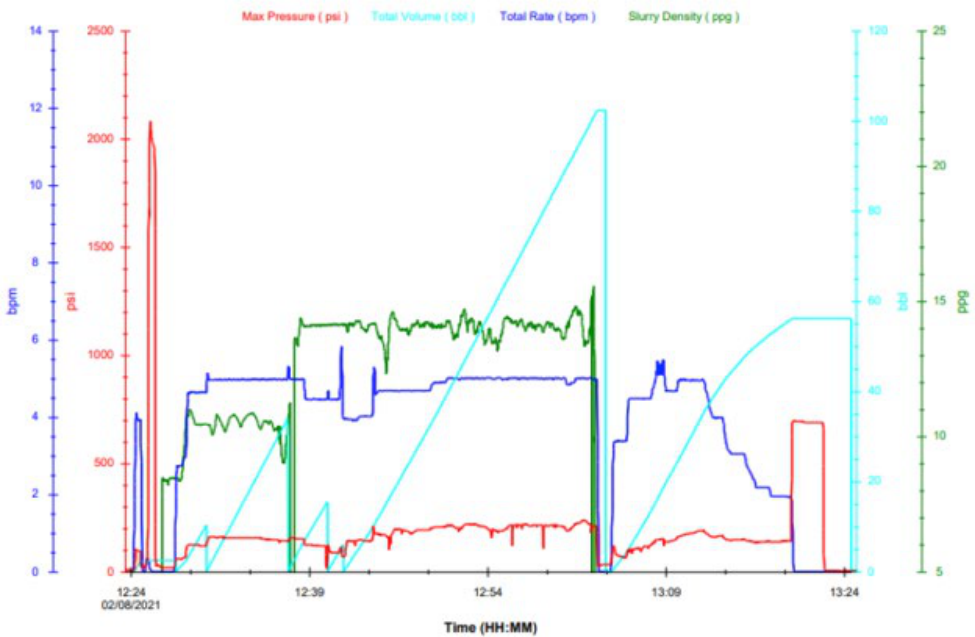 Max Pressure ( psi )	Total Volume ( bbl )	Total Rate ( bpm )	Slurry Density ( ppg )
14	2500	120	25
12	2000	100	20
10
80
8	1500
bpm	psi	bbl	ppg
6	1000	60	15
4	40	10
500
2	20
0	0	0	5
12:24	12:39	12:54	13:09	13:24
02/08/2021
Time (HH:MM)